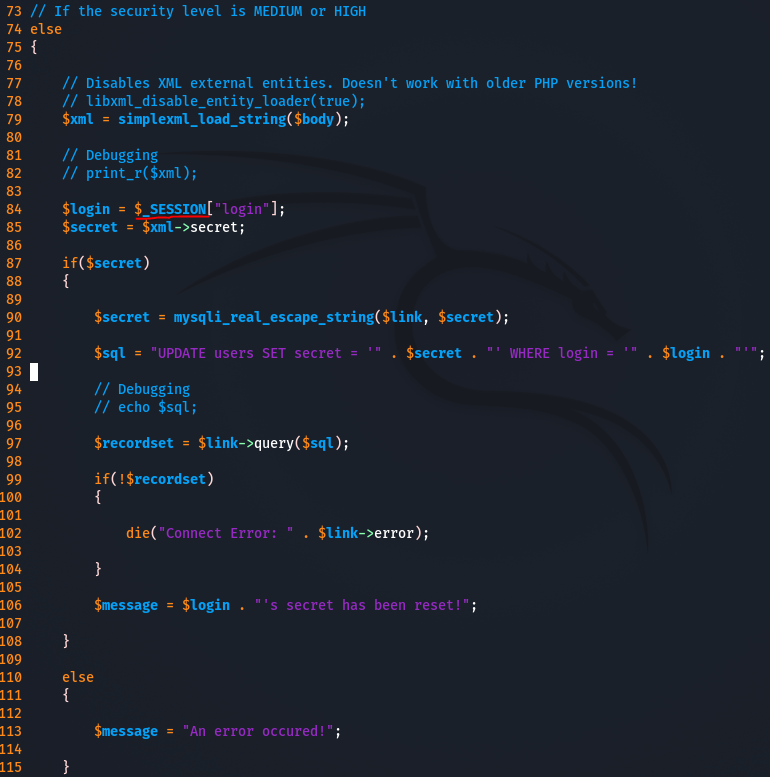 73 // If the security level is MEDIUM or HIGH
74 else
75 {
76
77     // Disables XML external entities. Doesn't work with older PHP versions!
78     // libxml_disable_entity_loader(true);
79     $xml = simplexml_load_string($body);
80
81     // Debugging
82     // print_r($xml);
83
84     $login = $_SESSION["login"];
85     $secret = $xml->secret;
86
87     if($secret)
88     {
89
90         $secret = mysqli_real_escape_string($link, $secret);
91
92         $sql = "UPDATE users SET secret = '" . $secret . "' WHERE login = '" . $login . "'";
93
94         // Debugging
95         // echo $sql;
96
97         $recordset = $link->query($sql);
98
99         if(!$recordset)
100         {
101
102             die("Connect Error: " . $link->error);
103
104         }
105
106         $message = $login . "'s secret has been reset!";
107
108     }
109
110     else
111     {
112
113         $message = "An error occured!";
114
115     }